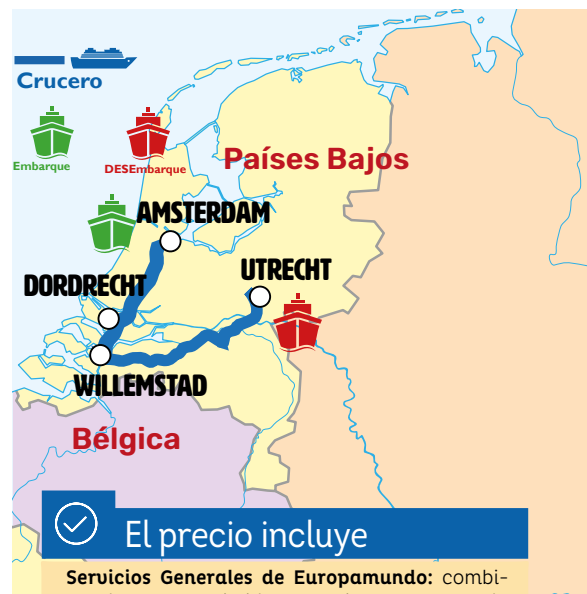 Crucero
Embarque
DESEmbarque
Países Bajos
AMSTERDAM
UTRECHT
DORDRECHT
WILLEMSTAD
Bélgica
El precio incluye
Servicios Generales de Europamundo: combi-